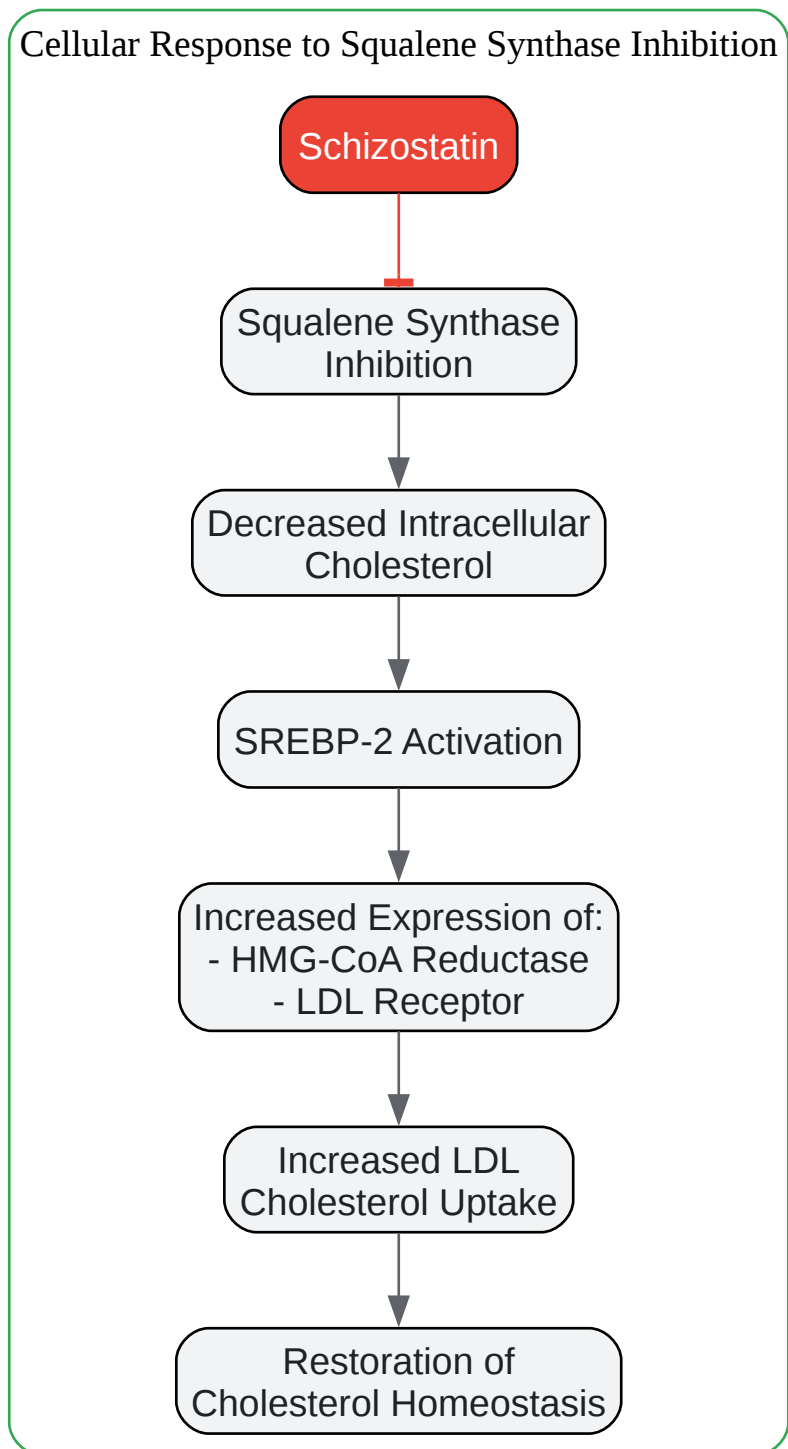 Cellular Response to Squalene Synthase Inhibition
Schizostatin
Squalene Synthase
Inhibition
Decreased Intracellular
Cholesterol
SREBP-2 Activation
Increased Expression of:
- HMG-CoA Reductase
- LDL Receptor
Increased LDL
Cholesterol Uptake
Restoration of
Cholesterol Homeostasis